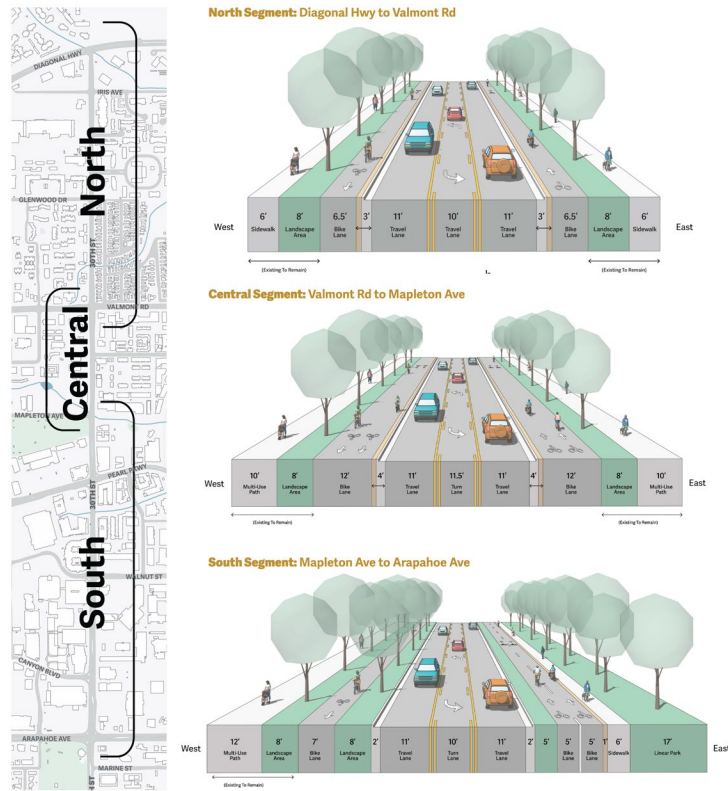 DIAGONAL HWY
IRIS AVE
North
GLENWOOD DR
30TH ST
VALMONT RD
Central
MAPLETON AVE
PEARL PKWY
30TH ST
South
WALNUT ST
CANYON BLVD
ARAPAHOE AVE
MARINE ST
H ST
North Segment: Diagonal Hwy to Valmont Rd
West
6' 8' 6.5' 3' 11' 10' 11' 3' 6.5' 8' 6'
Sidewalk Landscape Area Bike Lane Travel Lane Turn Lane Travel Lane Bike Lane Landscape Area Sidewalk
East
(Existing To Remain) (Existing To Remain)
Central Segment: Valmont Rd to Mapleton Ave
West
10' 8' 12' 4' 11' 11.5' 11' 4' 12' 8' 10'
Multi-Use Path Landscape Area Bike Lane Travel Lane Turn Lane Travel Lane Bike Lane Landscape Area Multi-Use Path
East
(Existing To Remain) (Existing To Remain)
South Segment: Mapleton Ave to Arapahoe Ave
West
12' 8' 7' 8' 2' 11' 10' 11' 2' 5' 5' 5' 1' 6' 17'
Multi-Use Path Landscape Area Bike Lane Landscape Area Travel Lane Turn Lane Travel Lane Bike Lane Bike Lane Sidewalk Linear Park
East
(Existing To Remain)